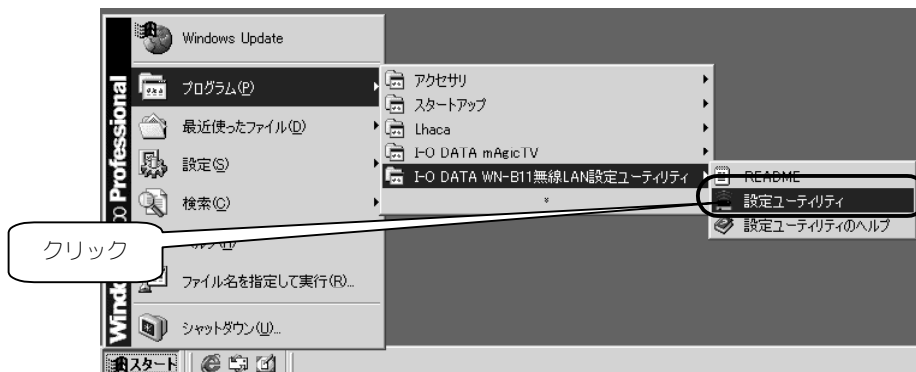 Windows Update
プログラム(P)
最近使ったファイル(D)
設定(S)
検索(C)
ファイル名を指定して実行(R)...
シャットダウン(U)...
Professional
スタート
アクセサリ
スタートアップ
Lhaca
I-O DATA mAgicTV
I-O DATA WN-B11無線LAN設定ユーティリティ
README
設定ユーティリティ
設定ユーティリティのヘルプ
クリック